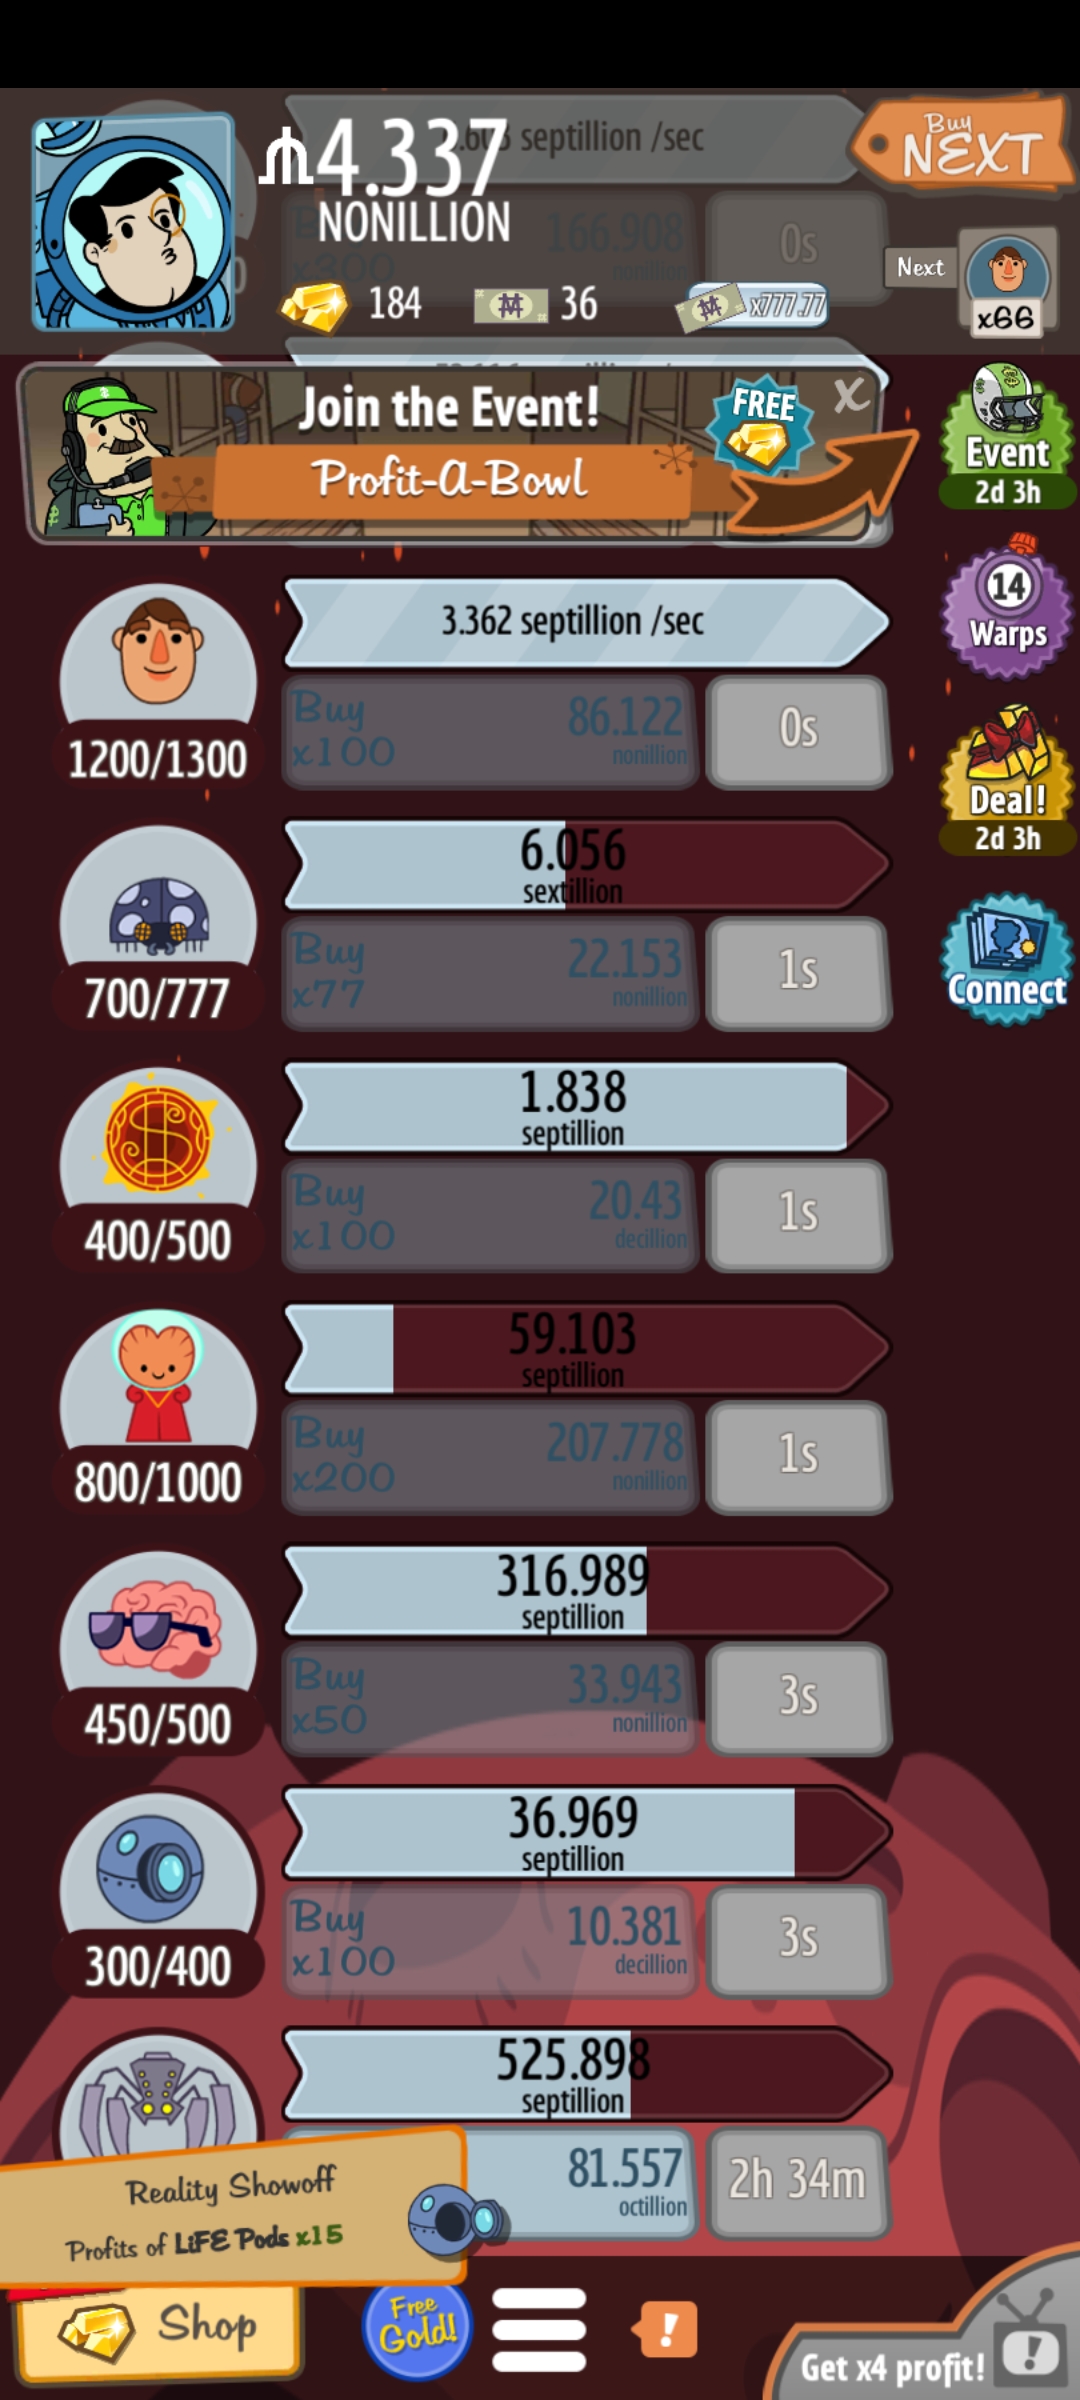 septillion /sec
₥4.337
NONILLION
Buy
NEXT
x300
166.908
nonillion
0s
184
36
x777.77
Next
x66
Join the Event!
FREE
X
Profit-A-Bowl
Event
2d 3h
3.362 septillion /sec
14
Warps
Buy
x100
86.122
nonillion
0s
1200/1300
Deal!
2d 3h
6.056
sextillion
Buy
x77
22.153
nonillion
1s
700/777
Connect
1.838
septillion
Buy
x100
20.43
decillion
1s
400/500
59.103
septillion
Buy
x200
207.778
nonillion
1s
800/1000
316.989
septillion
Buy
x50
33.943
nonillion
3s
450/500
36.969
septillion
Buy
x100
10.381
decillion
3s
300/400
525.898
septillion
81.557
octillion
2h 34m
Reality Showoff
Profits of LiFE Pods x15
Shop
Free
Gold!
!
Get x4 profit!
!